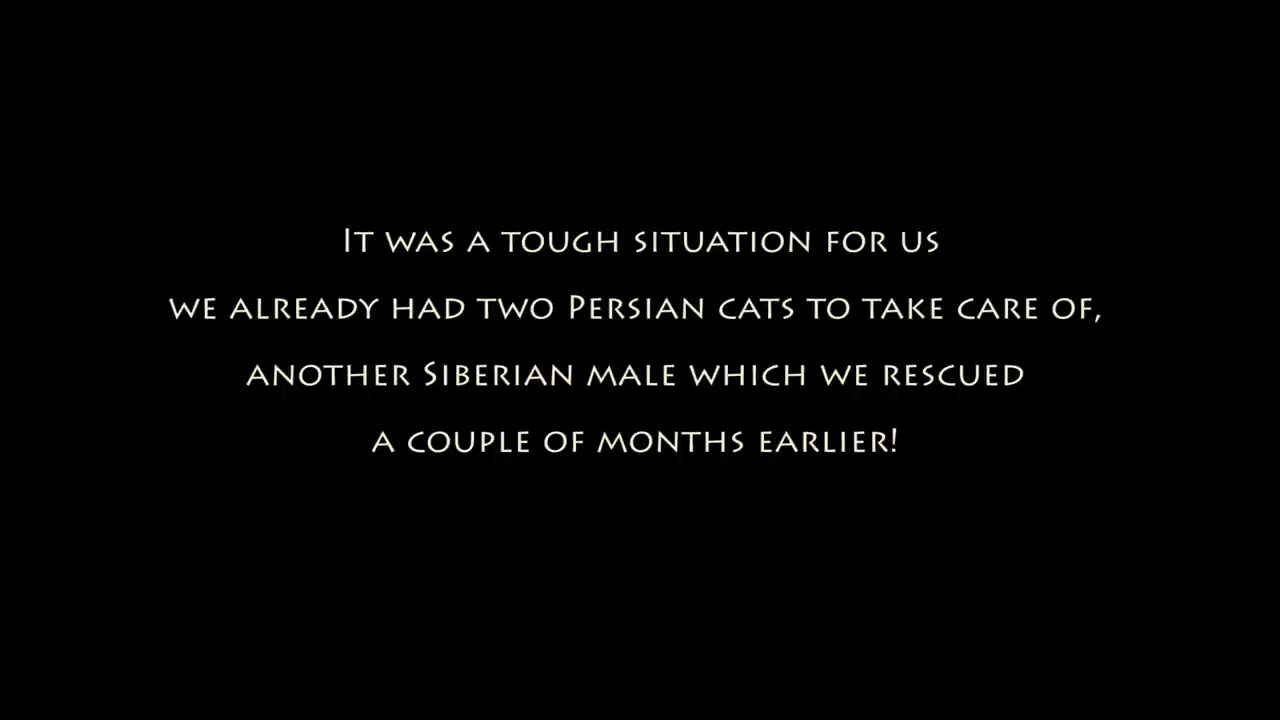 It was a tough situation for us
we already had two Persian cats to take care of,
another Siberian male which we rescued
a couple of months earlier!